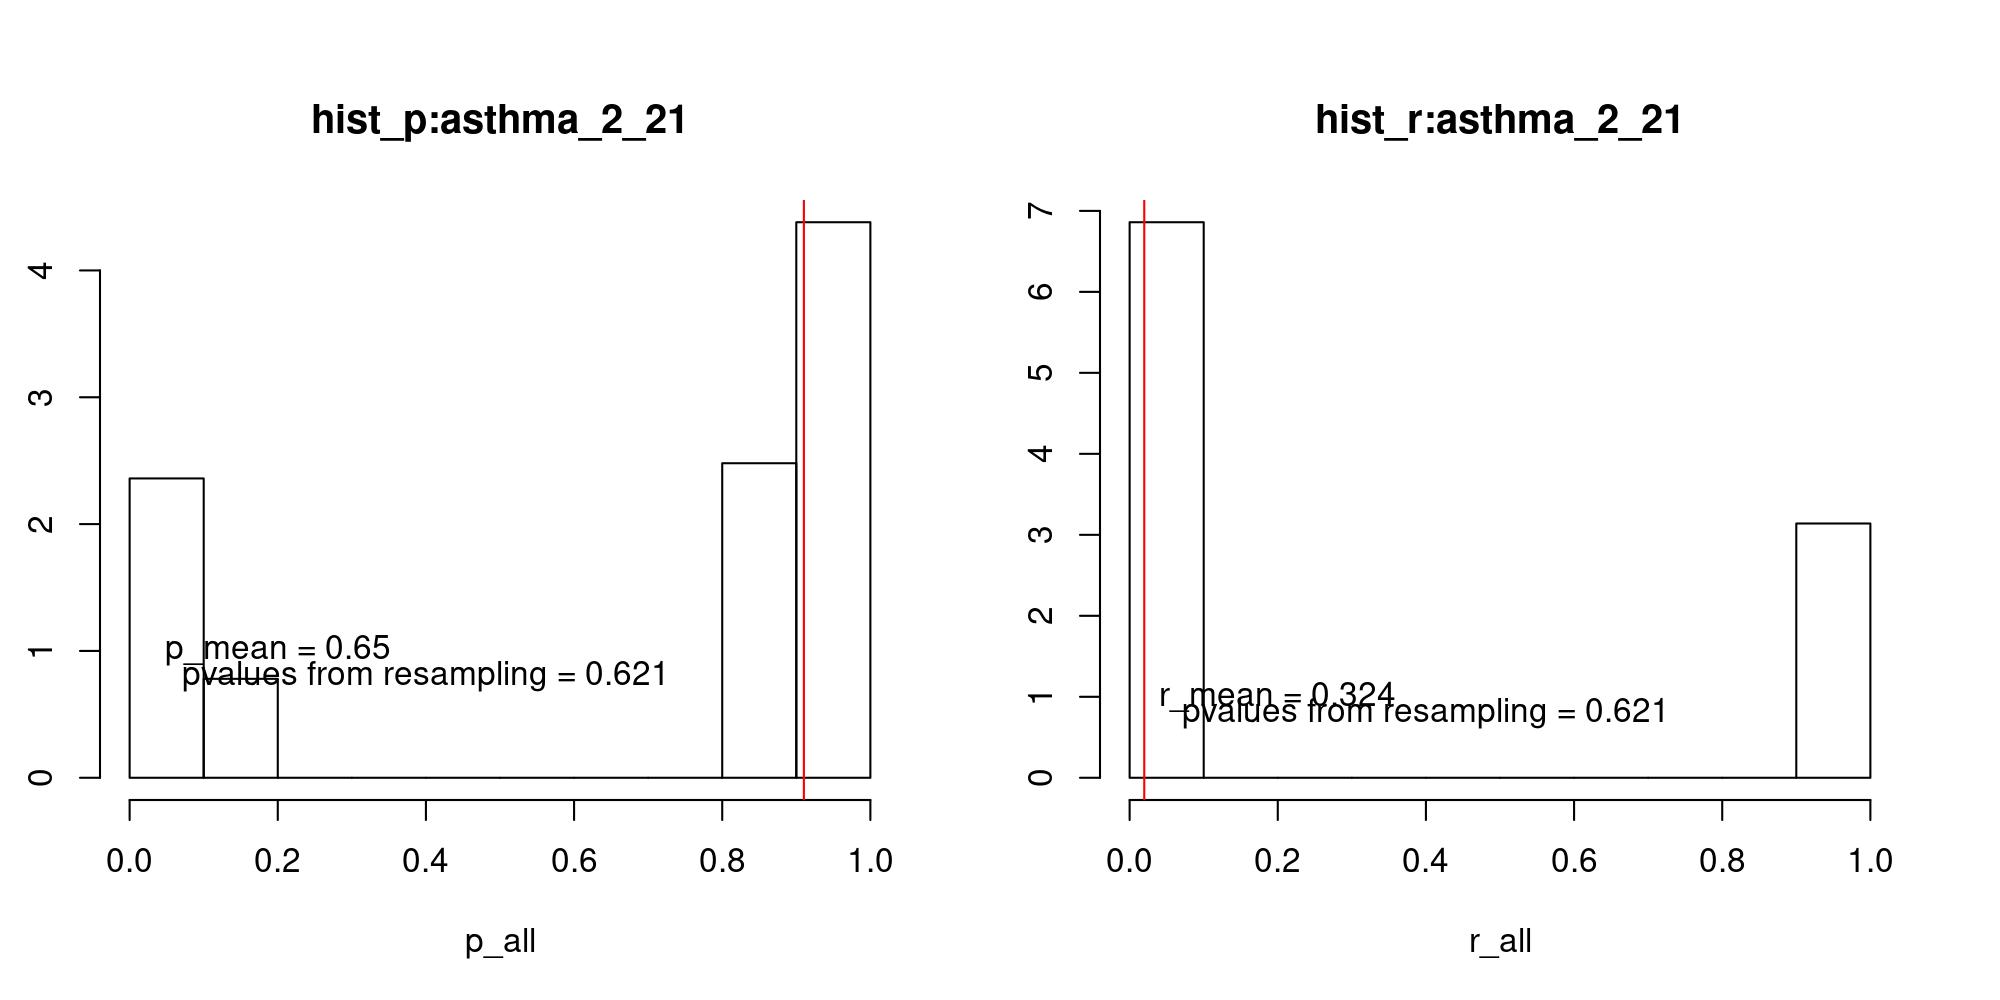 hist_p:asthma_2_21
4
3
2
1
0
p_mean = 0.65
pvalues from resampling = 0.621
0.0 0.2 0.4 0.6 0.8 1.0
p_all
hist_r:asthma_2_21
7
6
5
4
3
2
1
0
r_mean = 0.324
pvalues from resampling = 0.621
0.0 0.2 0.4 0.6 0.8 1.0
r_all